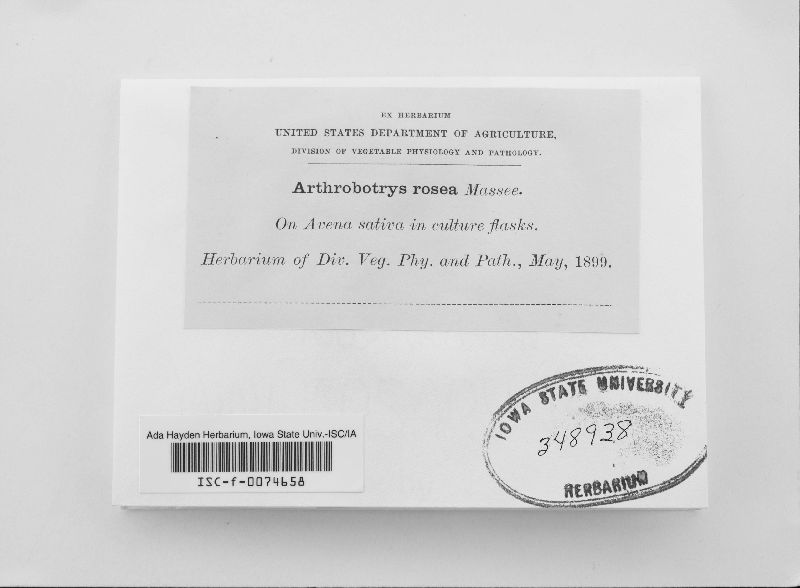 EX HERBARIUM
UNITED STATES DEPARTMENT OF AGRICULTURE,
DIVISION OF VEGETABLE PHYSIOLOGY AND PATHOLOGY.
Arthrobotrys rosea Massee.
On Avena sativa in culture flasks.
Herbarium of Div. Veg. Phy. and Path., May, 1899.
IOWA STATE UNIVERSITY
348938
HERBARIUM
Ada Hayden Herbarium, Iowa State Univ.-ISC/IA
ISC-f-0074658